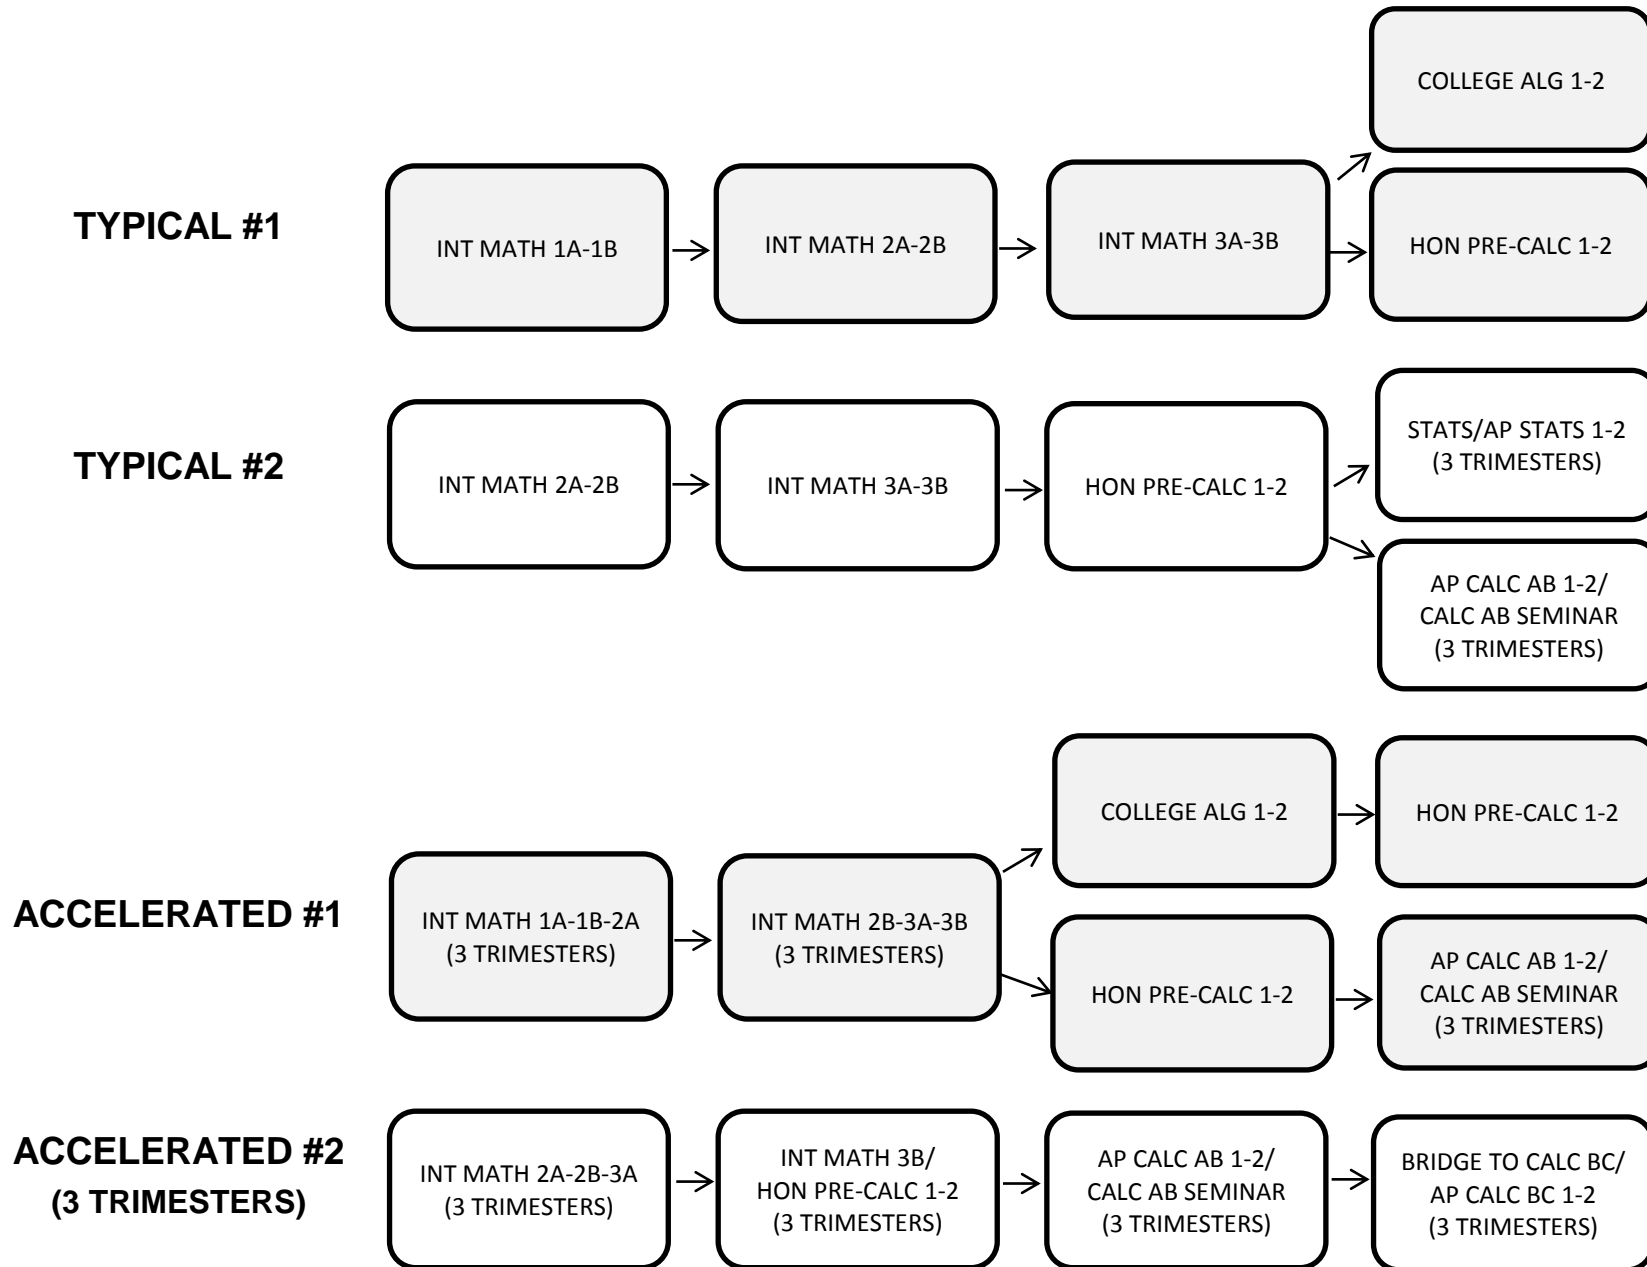 COLLEGE ALG 1-2
TYPICAL #1
INT MATH 1A-1B
INT MATH 2A-2B
INT MATH 3A-3B
HON PRE-CALC 1-2
TYPICAL #2
INT MATH 2A-2B
INT MATH 3A-3B
HON PRE-CALC 1-2
STATS/AP STATS 1-2
(3 TRIMESTERS)
AP CALC AB 1-2/
CALC AB SEMINAR
(3 TRIMESTERS)
ACCELERATED #1
INT MATH 1A-1B-2A
(3 TRIMESTERS)
INT MATH 2B-3A-3B
(3 TRIMESTERS)
COLLEGE ALG 1-2
HON PRE-CALC 1-2
HON PRE-CALC 1-2
AP CALC AB 1-2/
CALC AB SEMINAR
(3 TRIMESTERS)
ACCELERATED #2
(3 TRIMESTERS)
INT MATH 2A-2B-3A
(3 TRIMESTERS)
INT MATH 3B/
HON PRE-CALC 1-2
(3 TRIMESTERS)
AP CALC AB 1-2/
CALC AB SEMINAR
(3 TRIMESTERS)
BRIDGE TO CALC BC/
AP CALC BC 1-2
(3 TRIMESTERS)